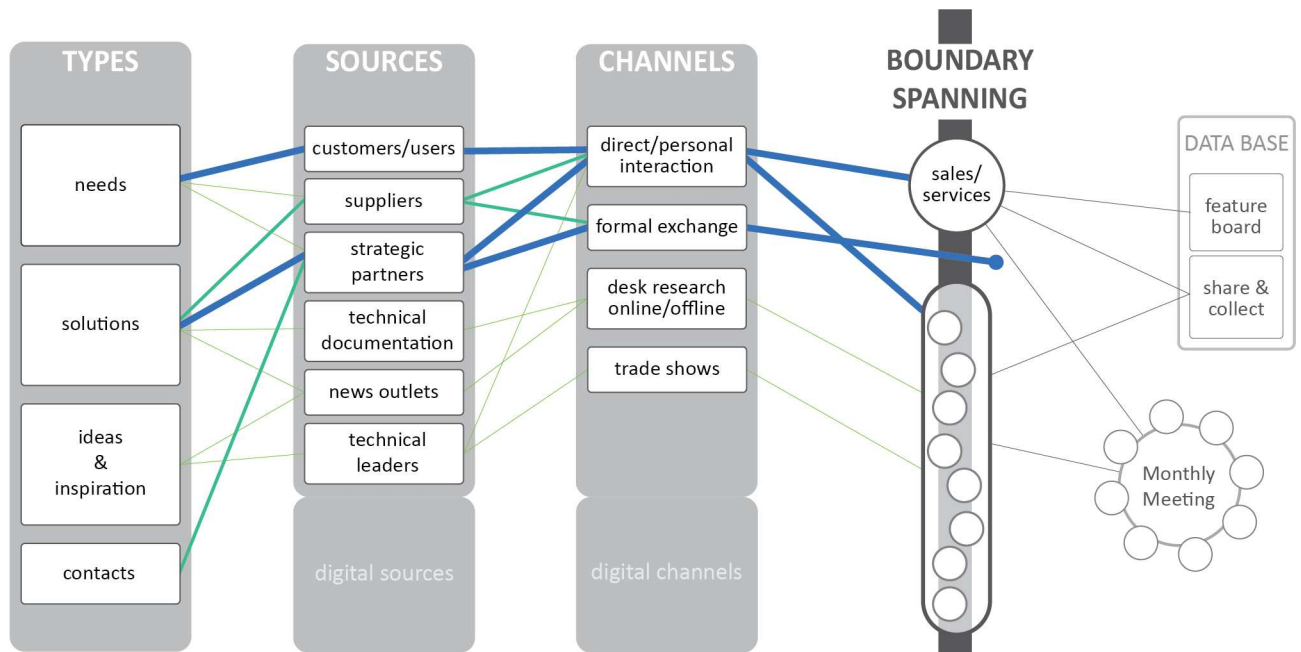 TYPES
needs
solutions
ideas
&
inspiration
contacts
SOURCES
customers/users
suppliers
strategic
partners
technical
documentation
news outlets
technical
leaders
digital sources
CHANNELS
direct/personal
interaction
formal exchange
desk research
online/offline
trade shows
digital channels
BOUNDARY
SPANNING
sales/
services
DATA BASE
feature
board
share &
collect
Monthly
Meeting